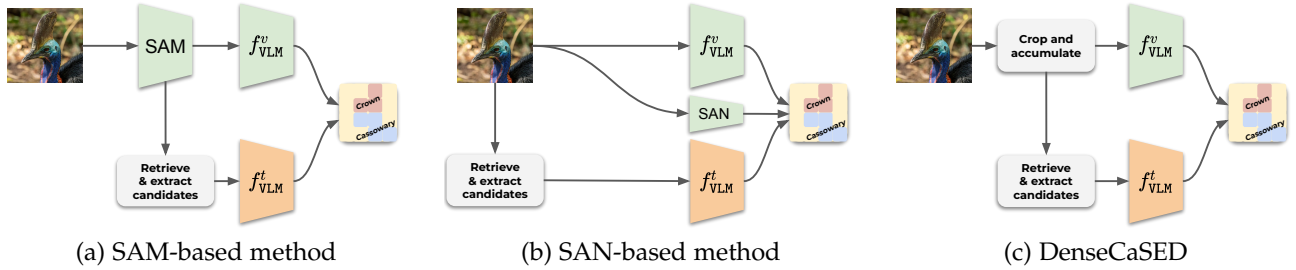 SAM
f^v_VLM
Crown
Cassowary
Retrieve
& extract
candidates
f^t_VLM
(a) SAM-based method
f^v_VLM
SAN
Crown
Cassowary
Retrieve
& extract
candidates
f^t_VLM
(b) SAN-based method
Crop and
accumulate
f^v_VLM
Crown
Cassowary
Retrieve
& extract
candidates
f^t_VLM
(c) DenseCaSED